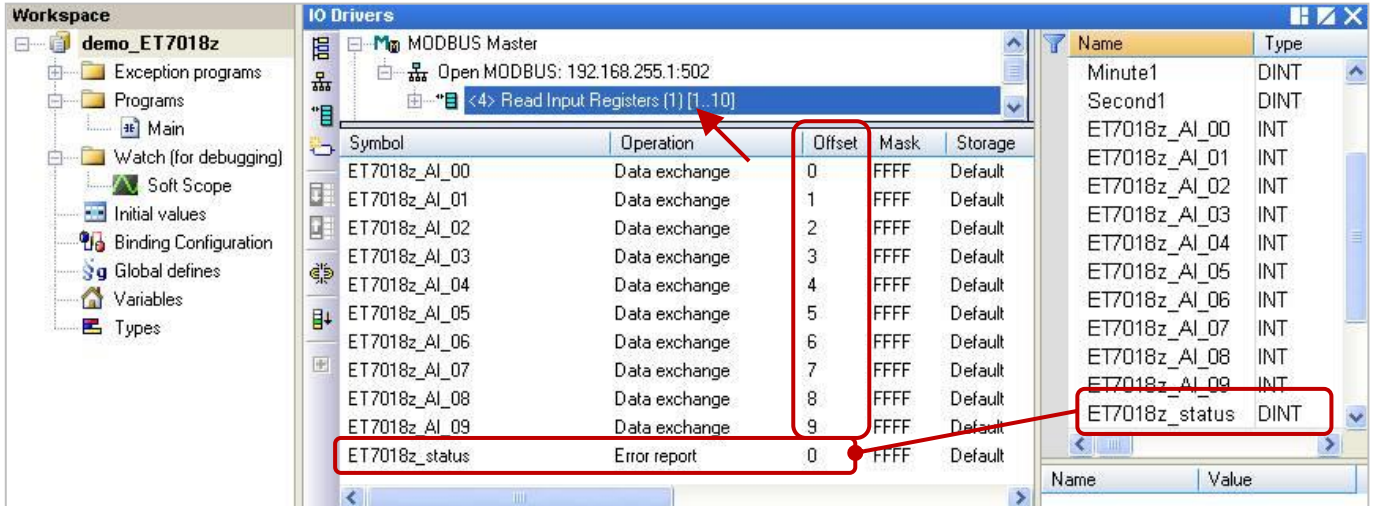 Workspace
demo_ET7018z
Exception programs
Programs
Main
Watch (for debugging)
Soft Scope
Initial values
Binding Configuration
Global defines
Variables
Types
IO Drivers
MODBUS Master
Open MODBUS: 192.168.255.1:502
<4> Read Input Registers (1) [1..10]
Symbol Operation Offset Mask Storage
ET7018z_AI_00 Data exchange 0 FFFF Default
ET7018z_AI_01 Data exchange 1 FFFF Default
ET7018z_AI_02 Data exchange 2 FFFF Default
ET7018z_AI_03 Data exchange 3 FFFF Default
ET7018z_AI_04 Data exchange 4 FFFF Default
ET7018z_AI_05 Data exchange 5 FFFF Default
ET7018z_AI_06 Data exchange 6 FFFF Default
ET7018z_AI_07 Data exchange 7 FFFF Default
ET7018z_AI_08 Data exchange 8 FFFF Default
ET7018z_AI_09 Data exchange 9 FFFF Default
ET7018z_status Error report 0 FFFF Default
Name Type
Minute1 DINT
Second1 DINT
ET7018z_AI_00 INT
ET7018z_AI_01 INT
ET7018z_AI_02 INT
ET7018z_AI_03 INT
ET7018z_AI_04 INT
ET7018z_AI_05 INT
ET7018z_AI_06 INT
ET7018z_AI_07 INT
ET7018z_AI_08 INT
ET7018z_AI_09 INT
ET7018z_status DINT
Name Value